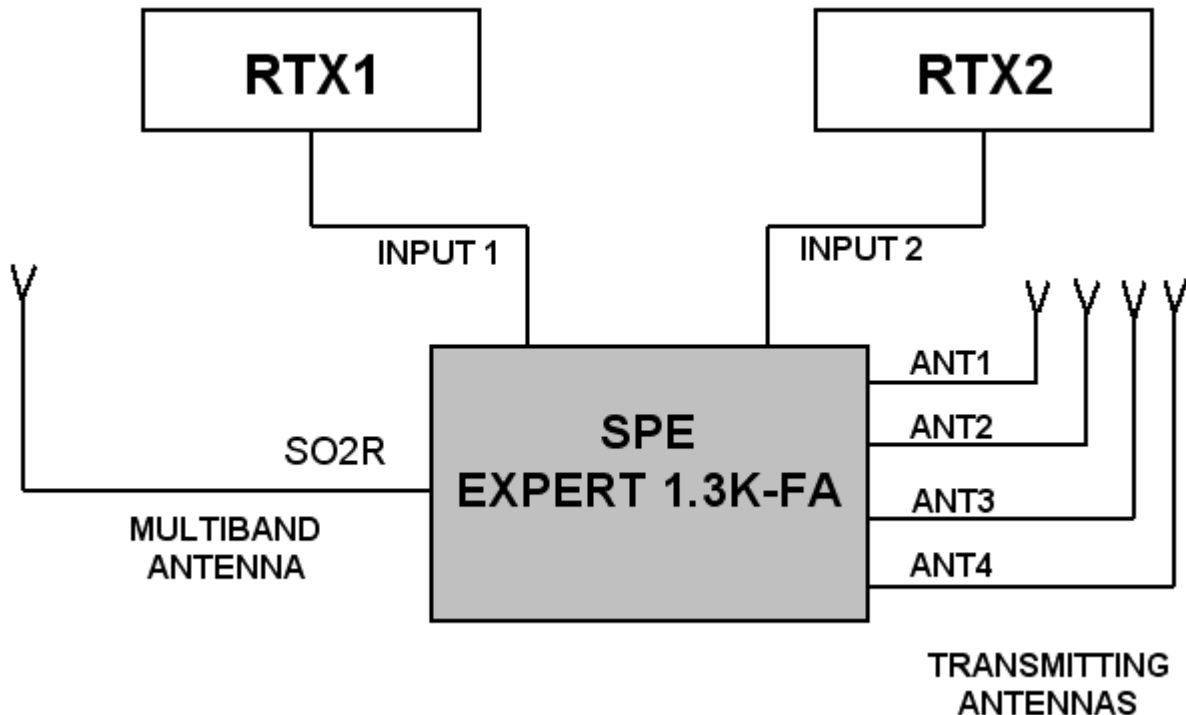 RTX1
RTX2
INPUT 1
INPUT 2
ANT1
SPE
ANT2
SO2R
EXPERT 1.3K-FA
ANT3
MULTIBAND
ANTENNA
ANT4
TRANSMITTING
ANTENNAS